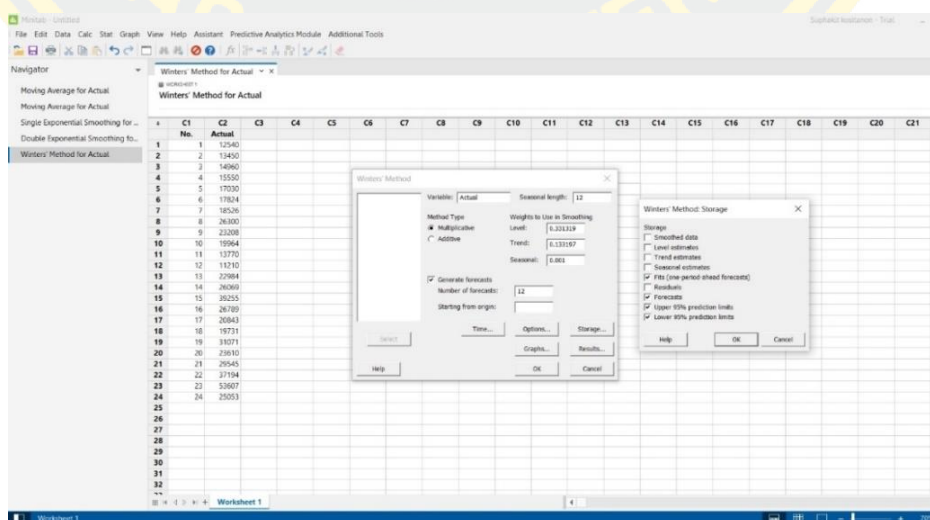 Minitab - Untitled
File Edit Data Calc Stat Graph View Help Assistant Predictive Analytics Module Additional Tools
Navigator
Moving Average for Actual
Moving Average for Actual
Single Exponential Smoothing for ...
Double Exponential Smoothing fo...
Winters' Method for Actual
Winters' Method for Actual
WORKSHEET 1
Winters' Method for Actual
C1 C2 C3 C4 C5 C6 C7 C8 C9 C10 C11 C12 C13 C14 C15 C16 C17 C18 C19 C20 C21
No. Actual
1 1 12540
2 2 13450
3 3 14960
4 4 15550
5 5 17030
6 6 17824
7 7 18526
8 8 26300
9 9 23208
10 10 19964
11 11 13770
12 12 11210
13 13 22984
14 14 26069
15 15 39255
16 16 26789
17 17 20843
18 18 19731
19 19 31071
20 20 23610
21 21 29545
22 22 37194
23 23 53607
24 24 25053
25
26
27
28
29
30
31
32
Winters' Method
Variable: Actual Seasonal length: 12
Method Type
Multiplicative
Additive
Weights to Use in Smoothing
Level: 0.331319
Trend: 0.133197
Seasonal: 0.001
Generate forecasts
Number of forecasts: 12
Starting from origin:
Time... Options... Storage...
Select
Graphs... Results...
Help OK Cancel
Winters' Method: Storage
Storage
Smoothed data
Level estimates
Trend estimates
Seasonal estimates
Fits (one-period ahead forecasts)
Residuals
Forecasts
Upper 95% prediction limits
Lower 95% prediction limits
Help OK Cancel
Worksheet 1
Worksheet 1